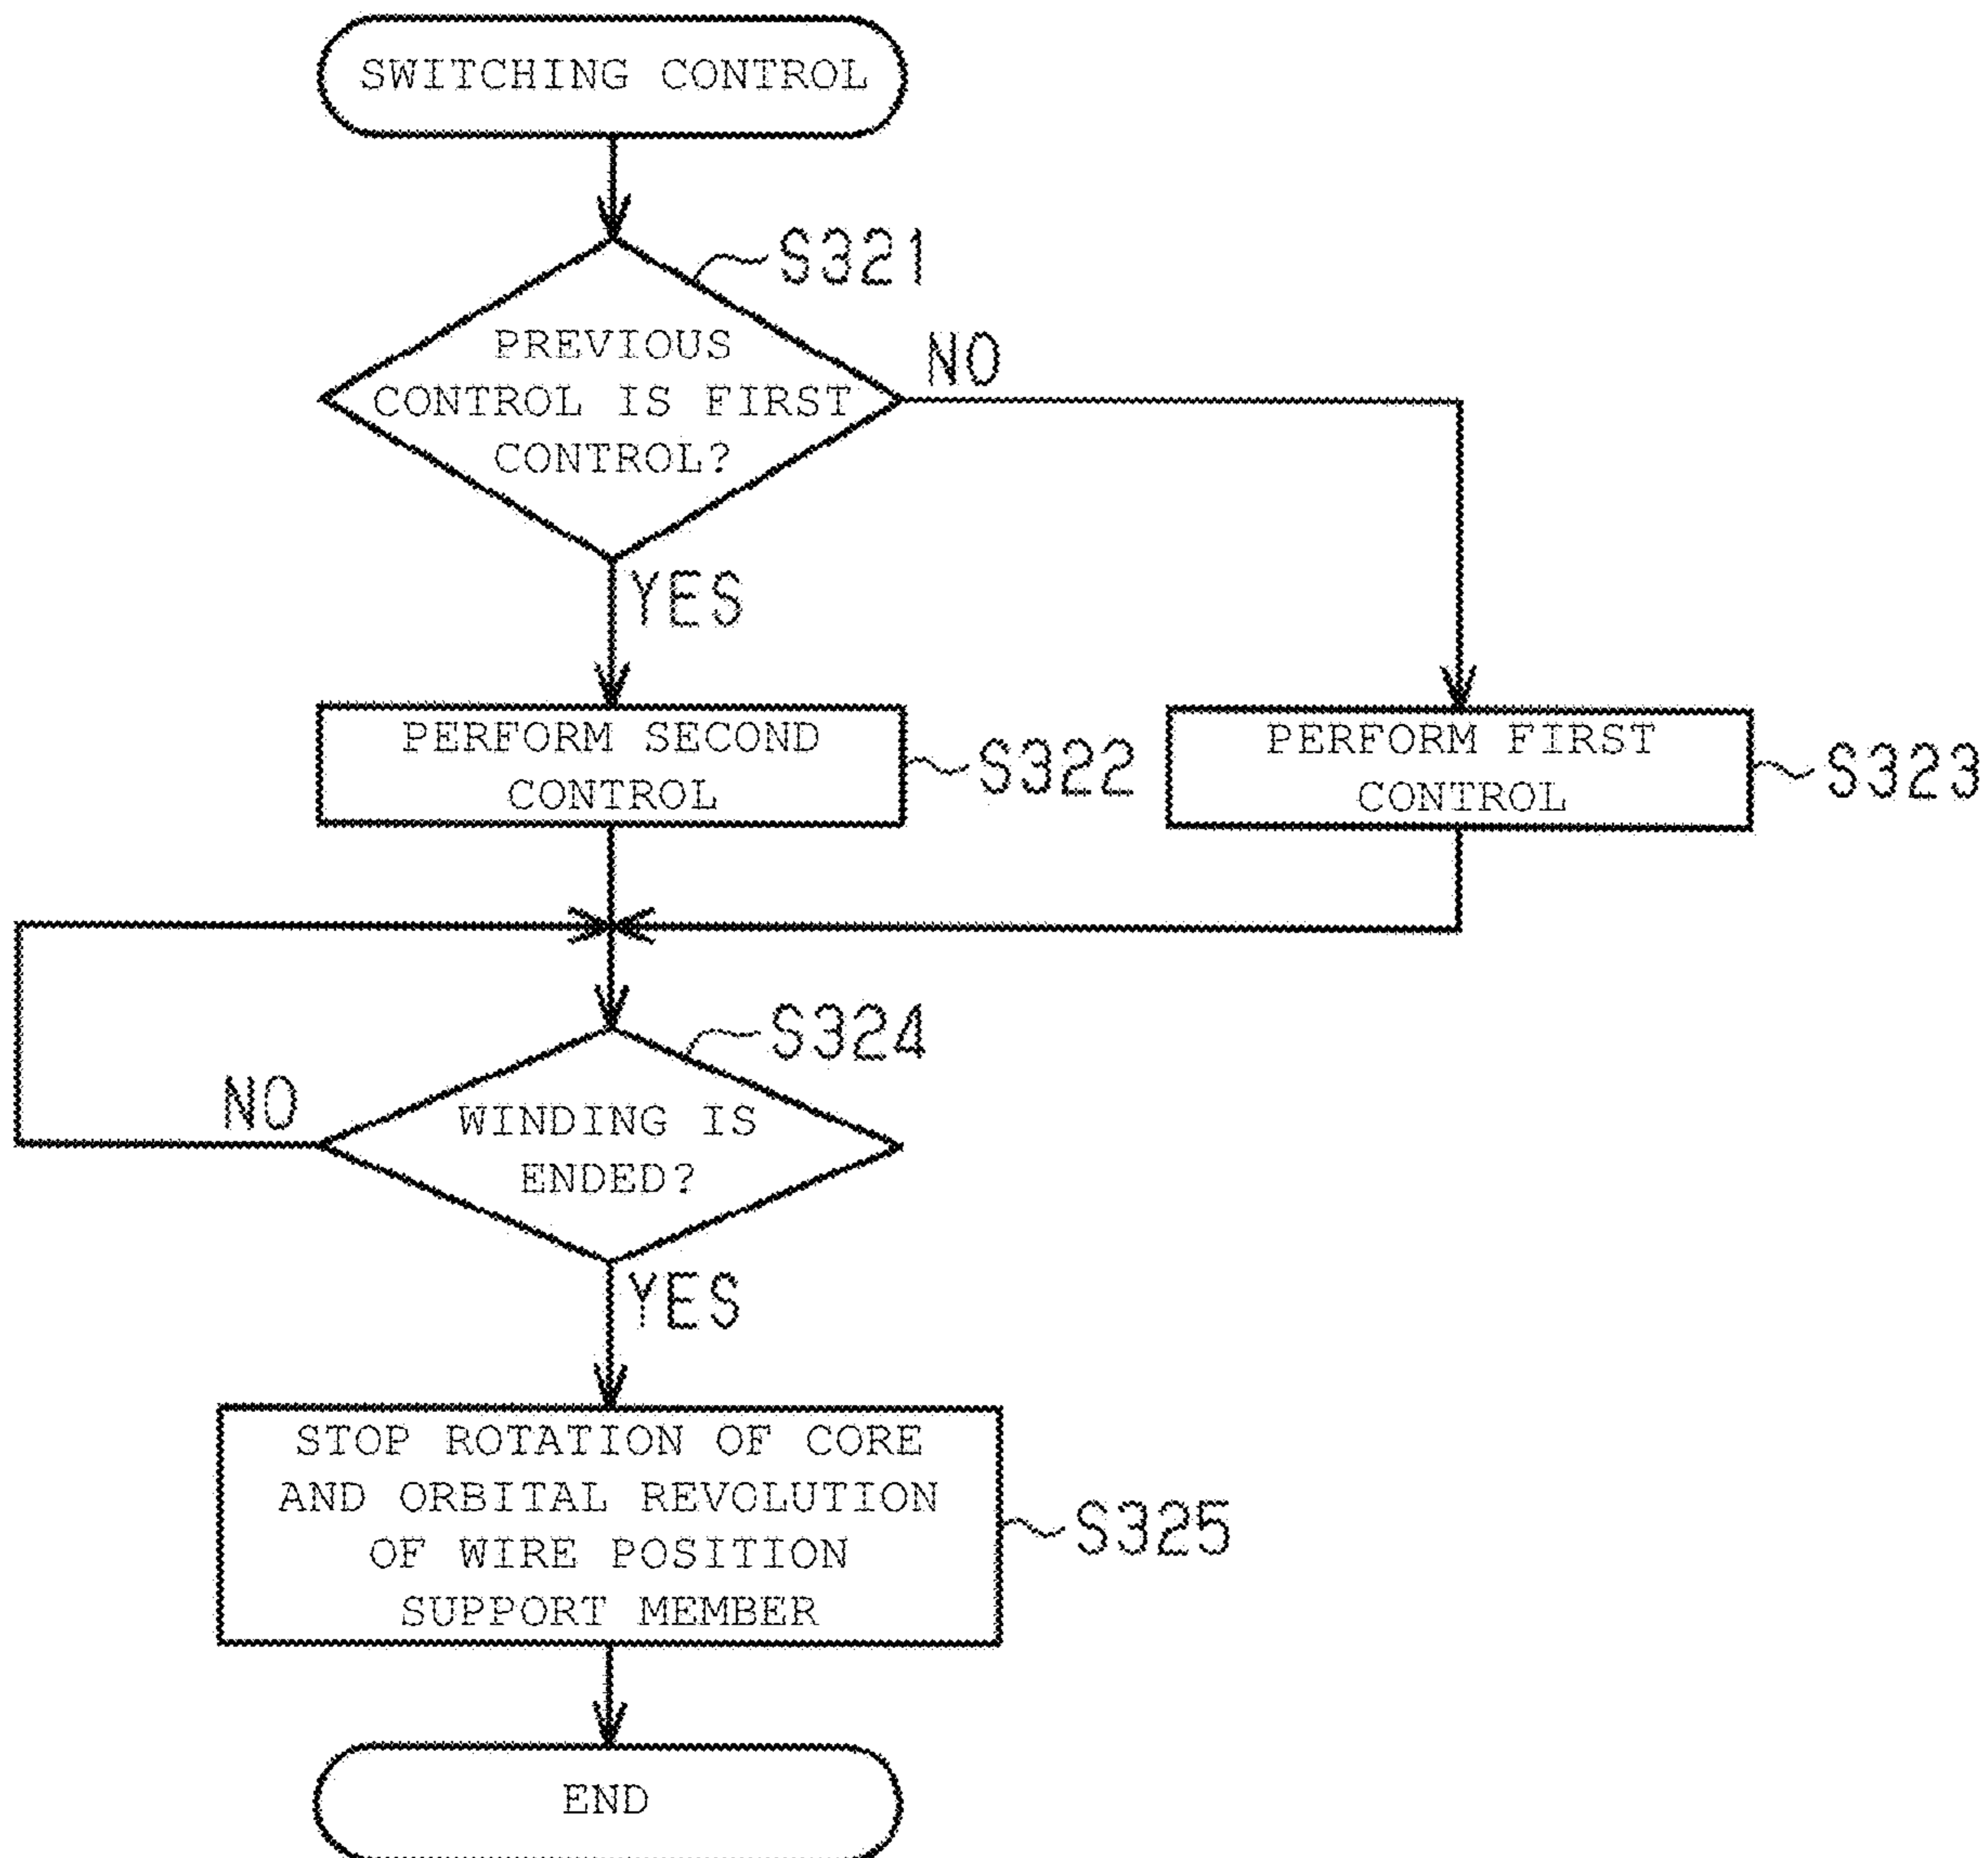 SWITCHING CONTROL
S321
PREVIOUS
CONTROL IS FIRST
CONTROL?
NO
YES
PERFORM SECOND
CONTROL
S322
PERFORM FIRST
CONTROL
S323
S324
WINDING IS
ENDED?
NO
YES
STOP ROTATION OF CORE
AND ORBITAL REVOLUTION
OF WIRE POSITION
SUPPORT MEMBER
S325
END